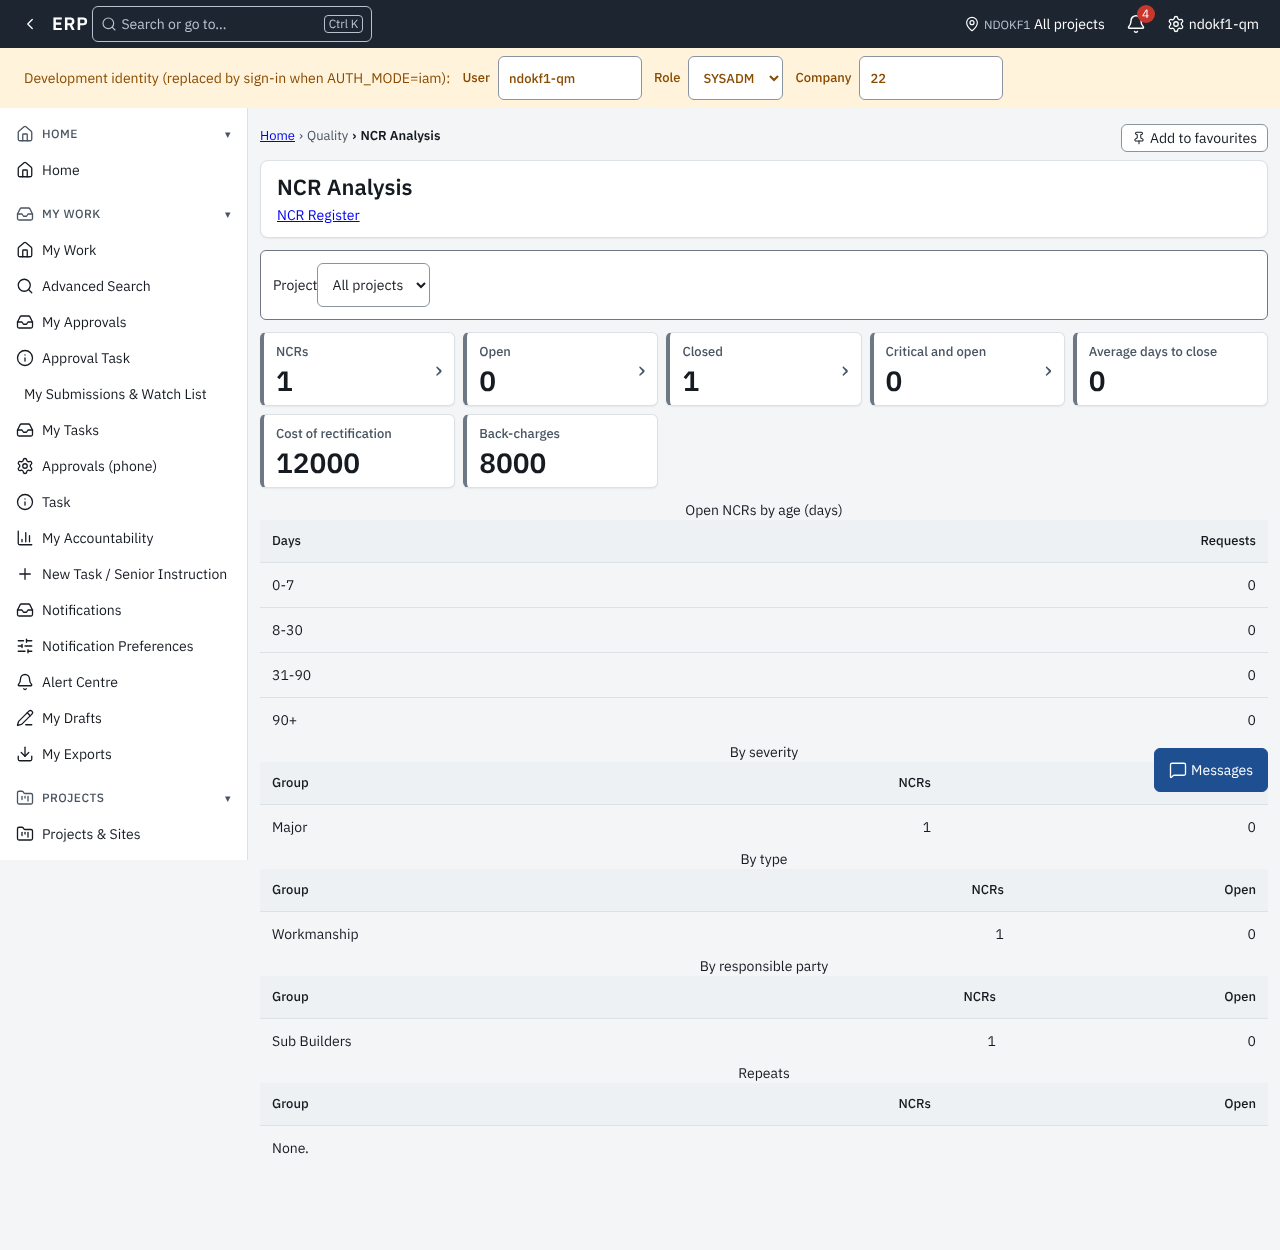 ERP
Search or go to...
Ctrl K
NDOKF1 All projects
4
ndokf1-qm
Development identity (replaced by sign-in when AUTH_MODE=iam):
User
ndokf1-qm
Role
SYSADM
Company
22
HOME
Home
MY WORK
My Work
Advanced Search
My Approvals
Approval Task
My Submissions & Watch List
My Tasks
Approvals (phone)
Task
My Accountability
New Task / Senior Instruction
Notifications
Notification Preferences
Alert Centre
My Drafts
My Exports
PROJECTS
Projects & Sites
Home › Quality › NCR Analysis
Add to favourites
NCR Analysis
NCR Register
Project
All projects
NCRs
1
Open
0
Closed
1
Critical and open
0
Average days to close
0
Cost of rectification
12000
Back-charges
8000
Open NCRs by age (days)
Days Requests
0-7 0
8-30 0
31-90 0
90+ 0
By severity
Group NCRs
Messages
Major 1 0
By type
Group NCRs Open
Workmanship 1 0
By responsible party
Group NCRs Open
Sub Builders 1 0
Repeats
Group NCRs Open
None.